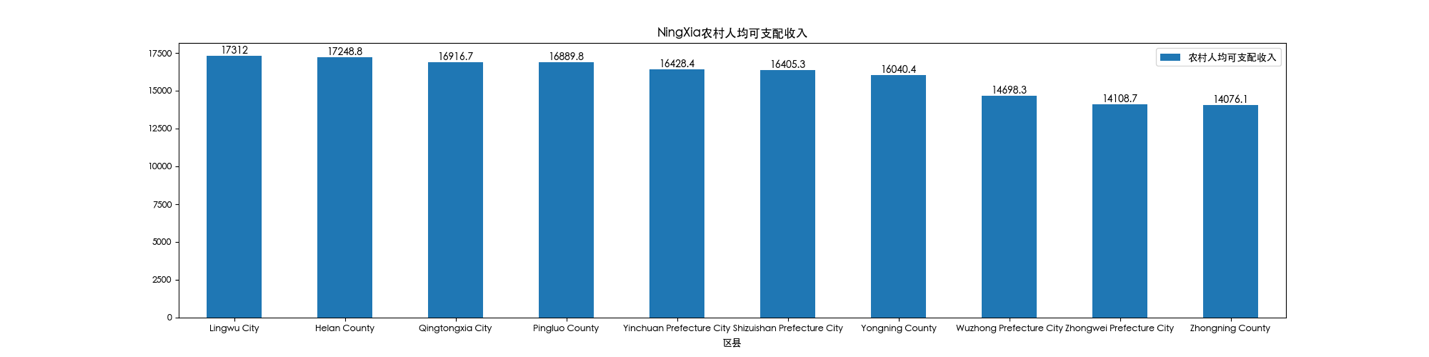 NingXia农村人均可支配收入
农村人均可支配收入
17312
17248.8
16916.7
16889.8
16428.4
16405.3
16040.4
14698.3
14108.7
14076.1
17500
15000
12500
10000
7500
5000
2500
0
Lingwu City
Helan County
Qingtongxia City
Pingluo County
Yinchuan Prefecture City
Shizuishan Prefecture City
Yongning County
Wuzhong Prefecture City
Zhongwei Prefecture City
Zhongning County
区县